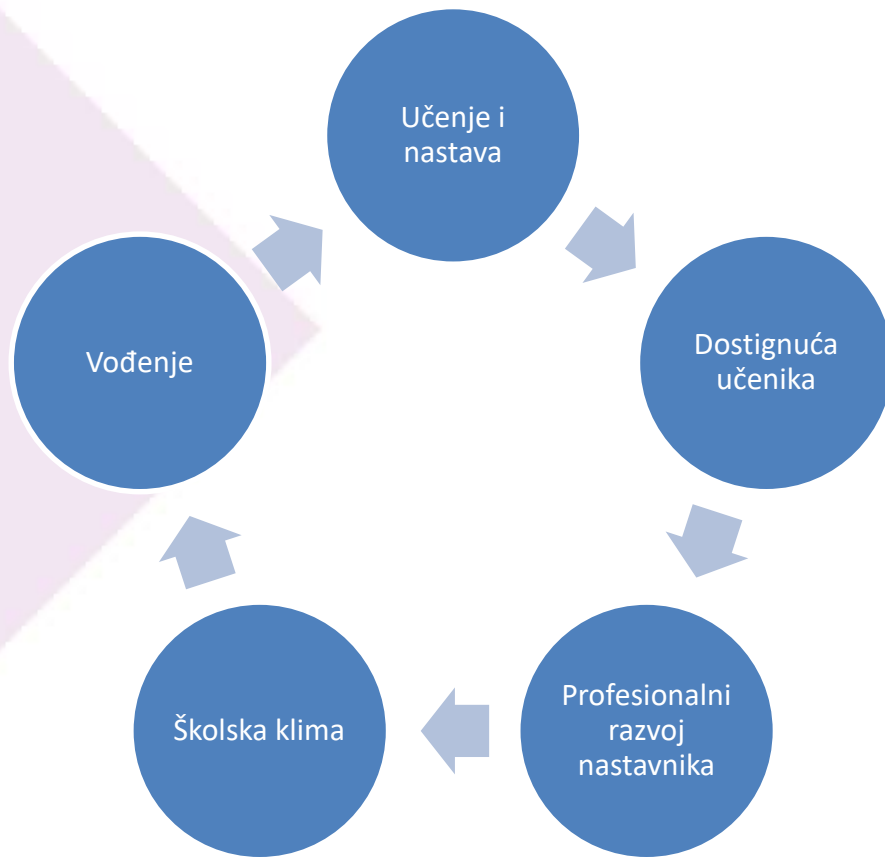 Učenje i
nastava
Dostignuća
učenika
Profesionalni
razvoj
nastavnika
Školska klima
Vođenje